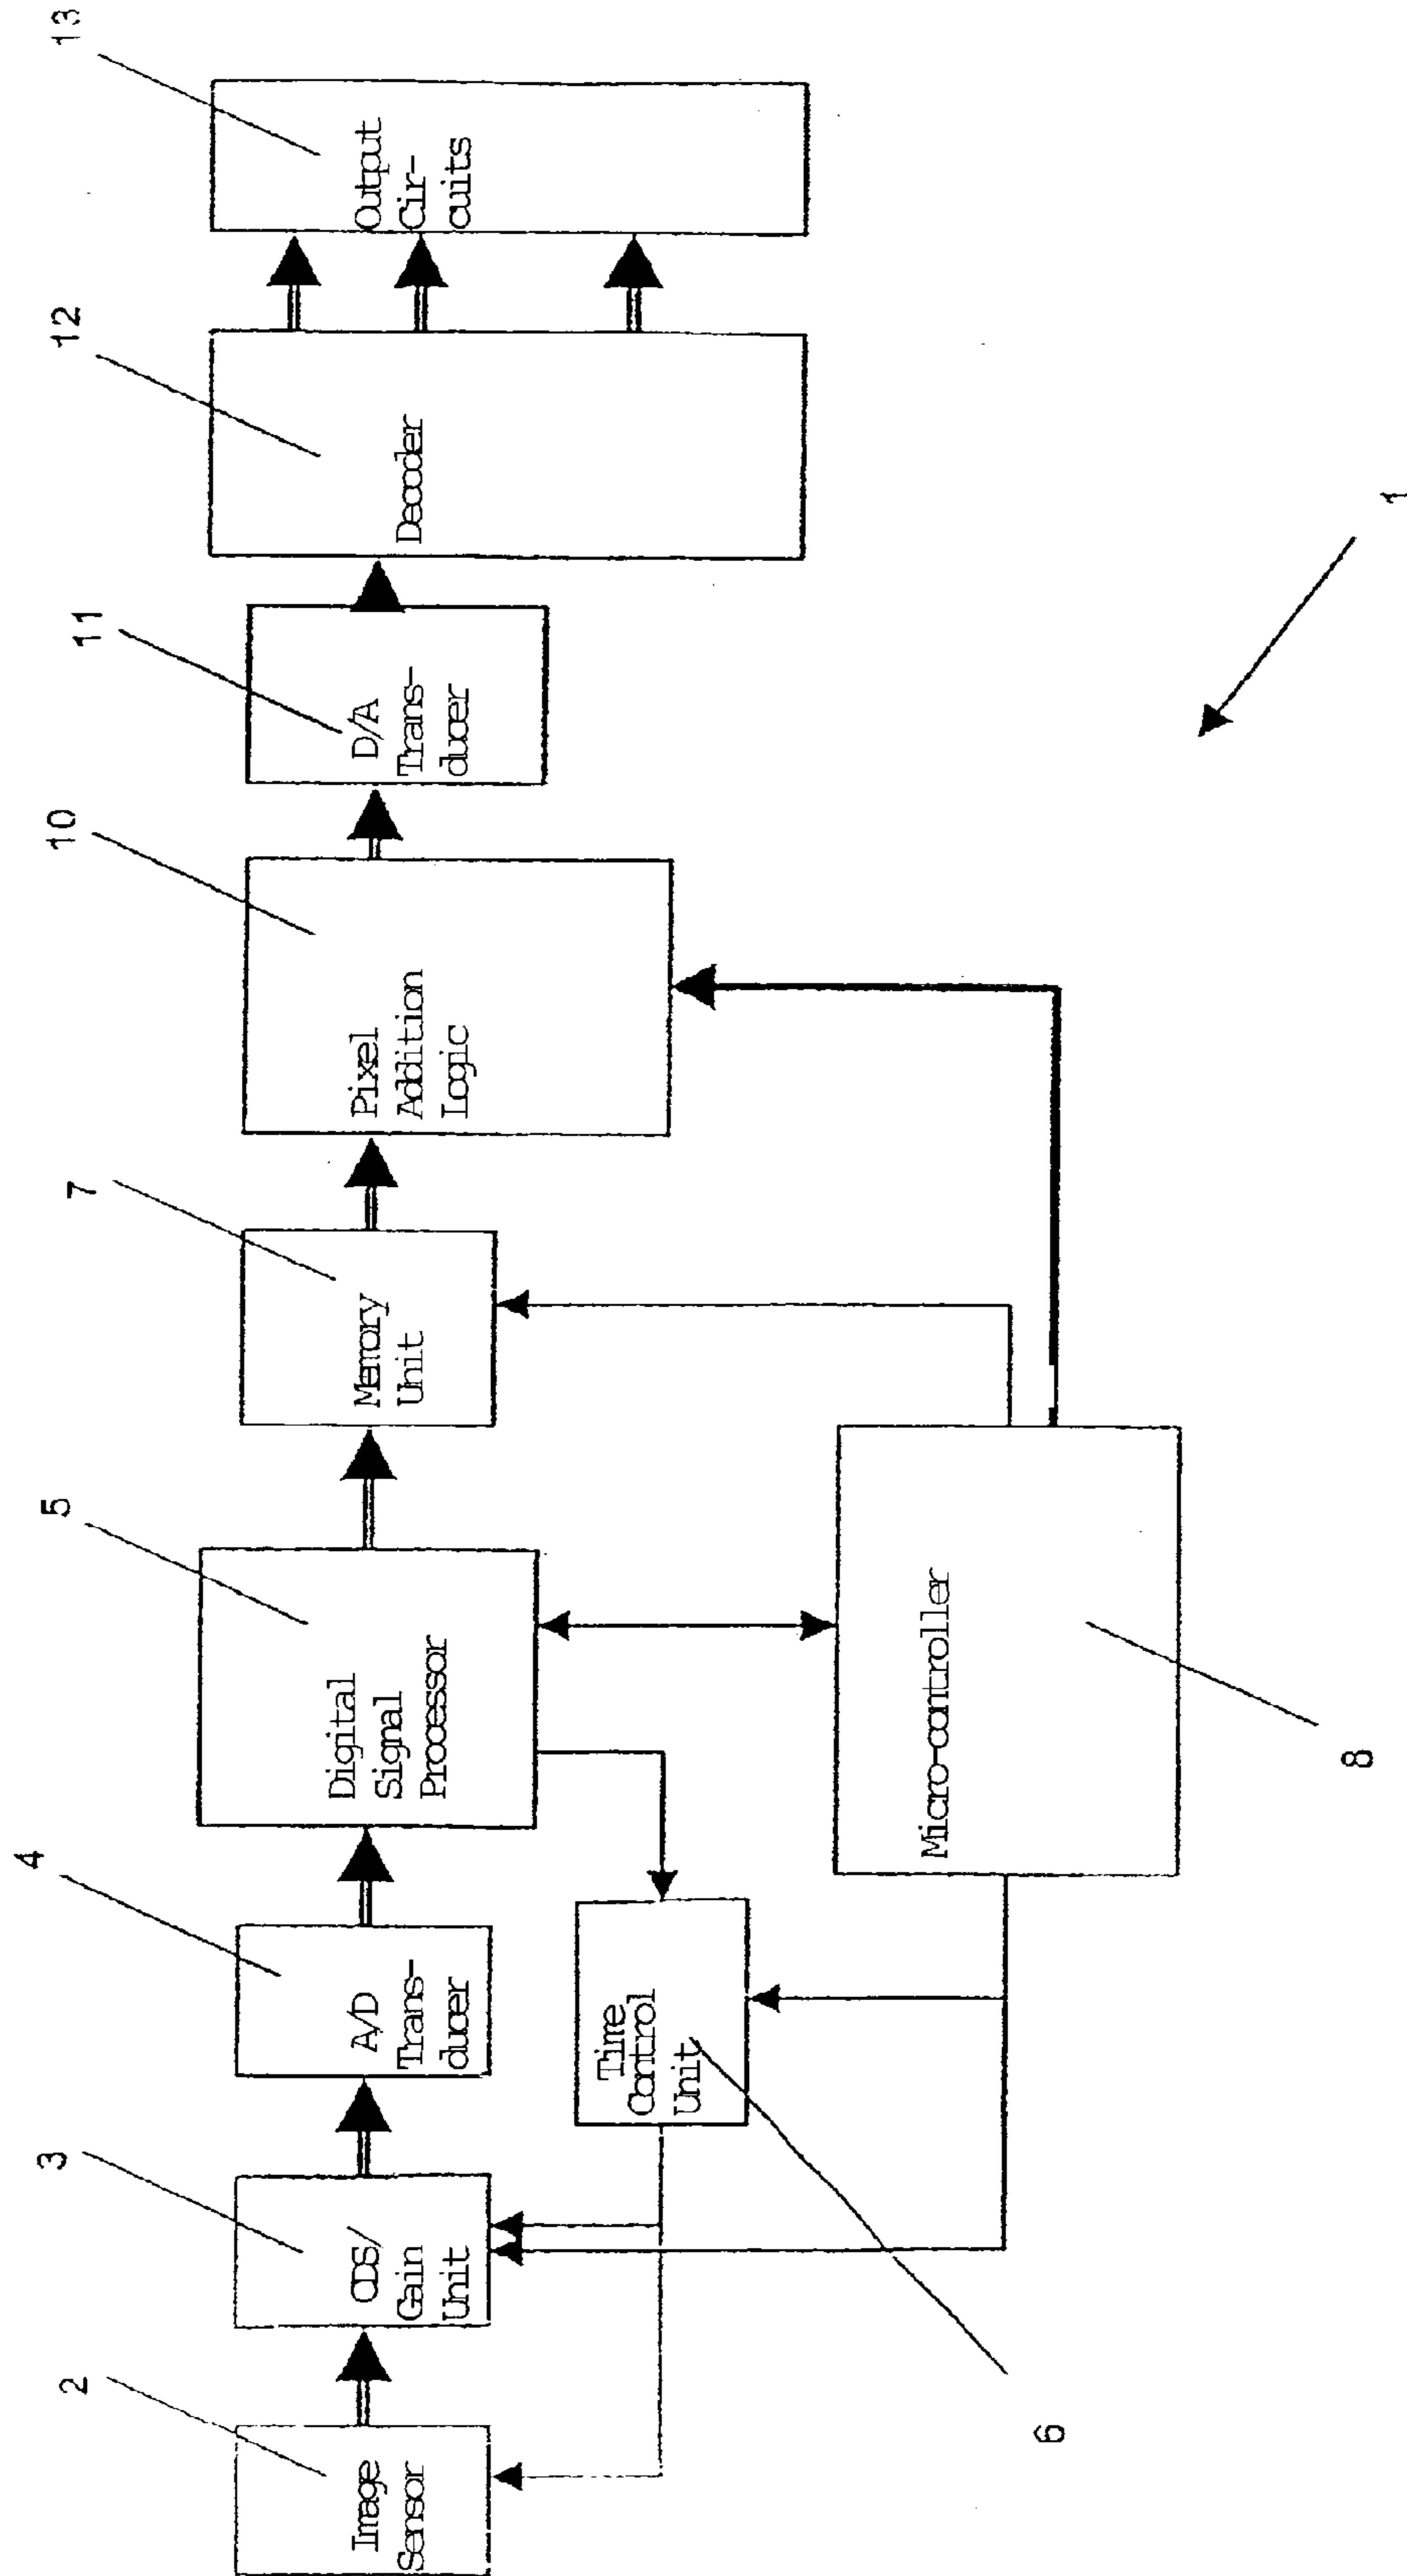 2
3
4
5
7
10
11
12
13
Image
Sensor
CDS/
Gain
Unit
A/D
Trans-
ducer
Digital
Signal
Processor
Memory
Unit
Pixel
Addition
Logic
D/A
Trans-
ducer
Decoder
Output
Cir-
cuits
Time
Control
Unit
Micro-controller
6
8
1